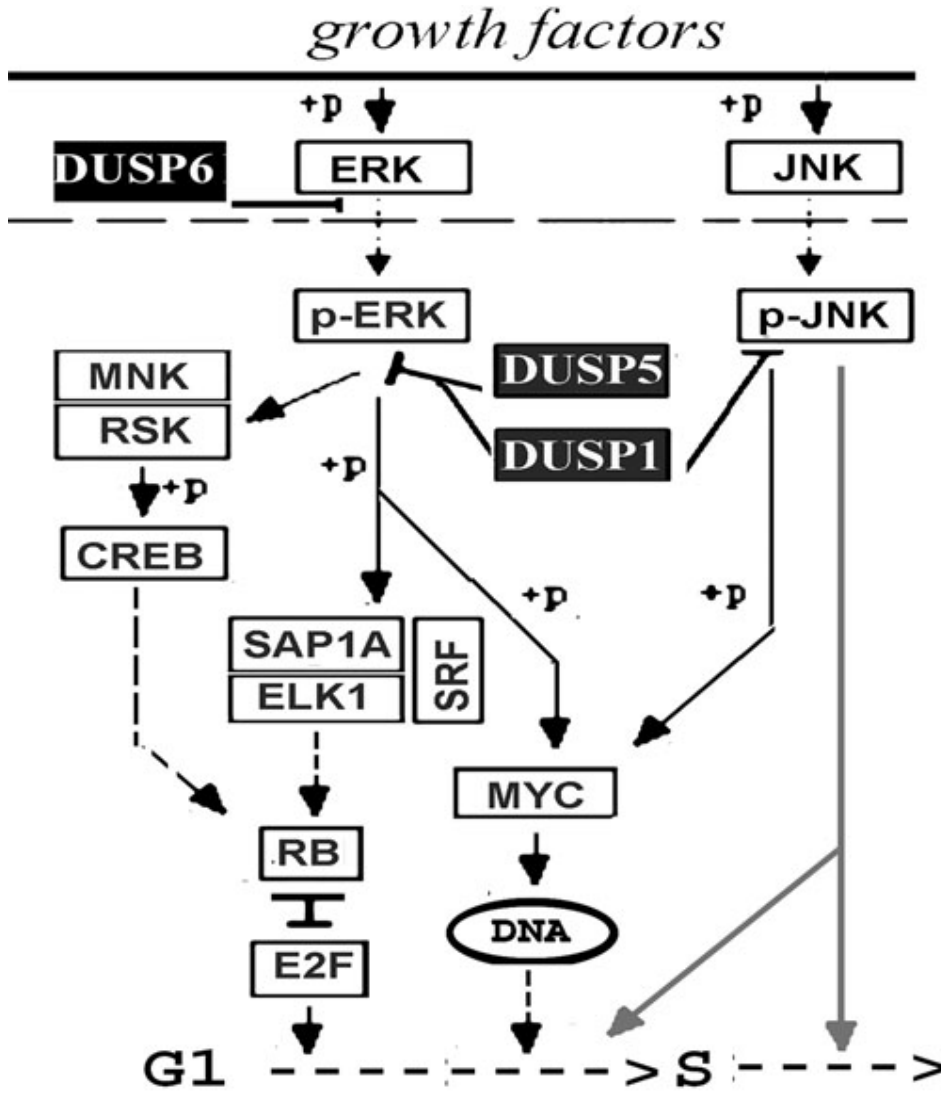 growth factors
+p
+p
DUSP6
ERK
JNK
p-ERK
p-JNK
MNK
RSK
DUSP5
DUSP1
+p
+p
CREB
+p
+p
SAP1A
ELK1
SRF
MYC
RB
DNA
E2F
G1 - - - - - - - - - > S - - - - - >